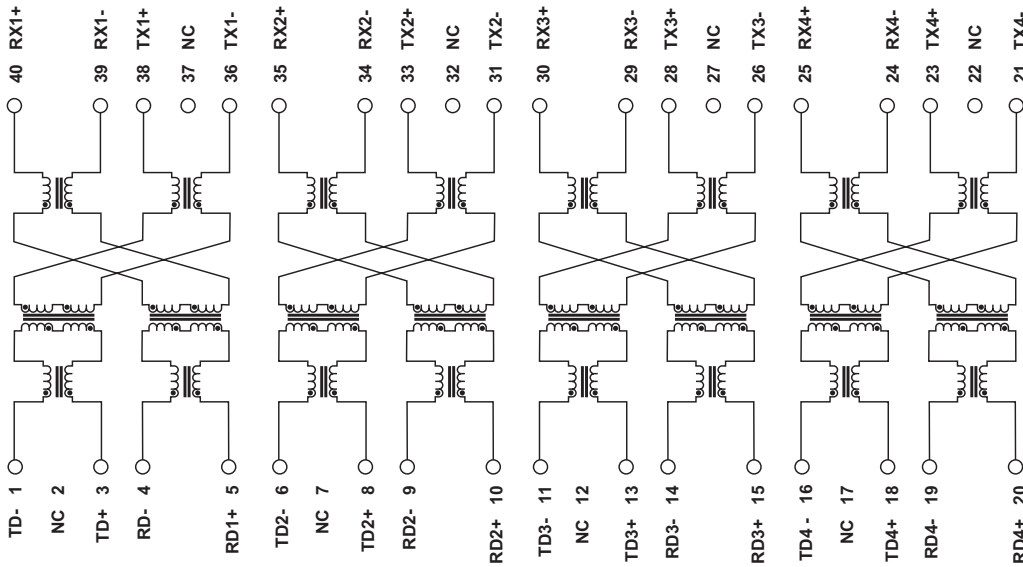 40 RX1+
39 RX1-
38 TX1+
37 NC
36 TX1-
35 RX2+
34 RX2-
33 TX2+
32 NC
31 TX2-
30 RX3+
29 RX3-
28 TX3+
27 NC
26 TX3-
25 RX4+
24 RX4-
23 TX4+
22 NC
21 TX4-
TD- 1
NC 2
TD+ 3
RD- 4
RD1+ 5
TD2- 6
NC 7
TD2+ 8
RD2- 9
RD2+ 10
TD3- 11
NC 12
TD3+ 13
RD3- 14
RD3+ 15
TD4 - 16
NC 17
TD4+ 18
RD4- 19
RD4+ 20